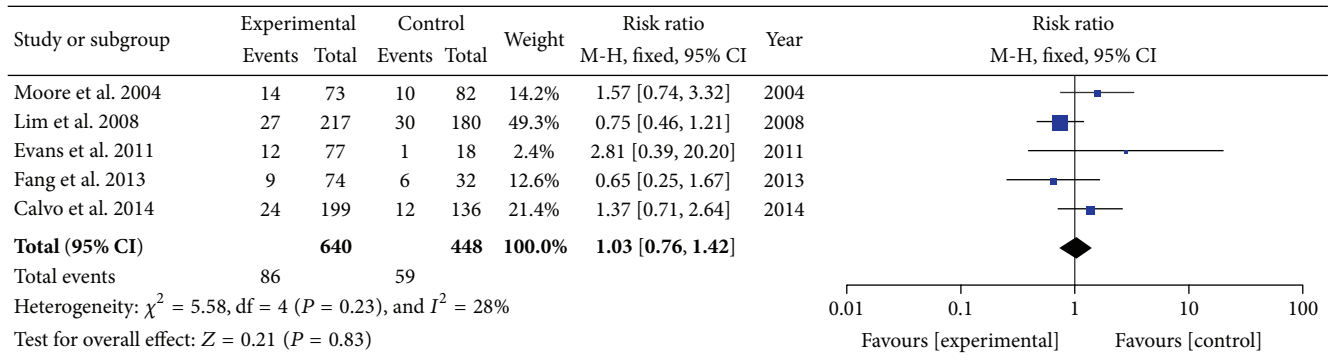 Study or subgroup Experimental Control Weight Risk ratio Year Risk ratio
Events Total Events Total M-H, fixed, 95% CI M-H, fixed, 95% CI
Moore et al. 2004 14 73 10 82 14.2% 1.57 [0.74, 3.32] 2004
Lim et al. 2008 27 217 30 180 49.3% 0.75 [0.46, 1.21] 2008
Evans et al. 2011 12 77 1 18 2.4% 2.81 [0.39, 20.20] 2011
Fang et al. 2013 9 74 6 32 12.6% 0.65 [0.25, 1.67] 2013
Calvo et al. 2014 24 199 12 136 21.4% 1.37 [0.71, 2.64] 2014
Total (95% CI) 640 448 100.0% 1.03 [0.76, 1.42]
Total events 86 59
Heterogeneity: χ² = 5.58, df = 4 (P = 0.23), and I² = 28%
Test for overall effect: Z = 0.21 (P = 0.83)
0.01 0.1 1 10 100
Favours [experimental] Favours [control]